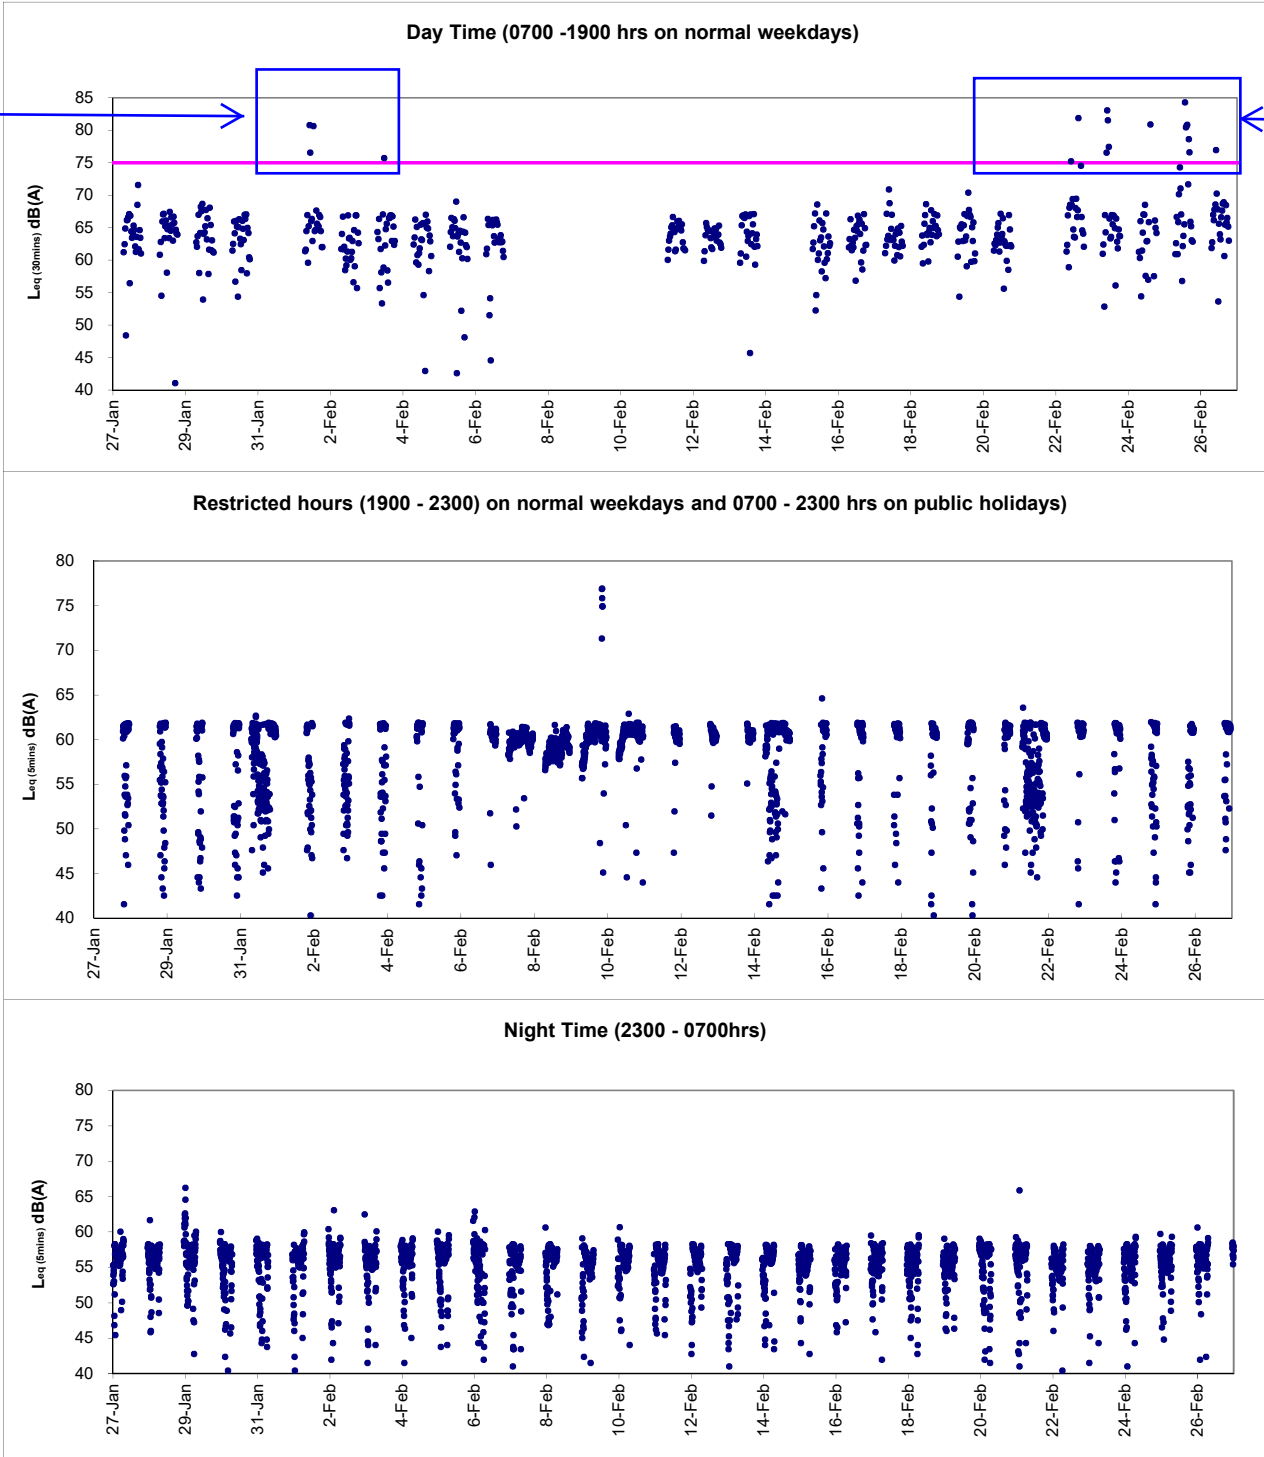 Day Time (0700 -1900 hrs on normal weekdays)
85
80
75
70
65
60
55
50
45
40
Leq (30mins) dB(A)
27-Jan
29-Jan
31-Jan
2-Feb
4-Feb
6-Feb
8-Feb
10-Feb
12-Feb
14-Feb
16-Feb
18-Feb
20-Feb
22-Feb
24-Feb
26-Feb
Restricted hours (1900 - 2300) on normal weekdays and 0700 - 2300 hrs on public holidays)
80
75
70
65
60
55
50
45
40
Leq (5mins) dB(A)
27-Jan
29-Jan
31-Jan
2-Feb
4-Feb
6-Feb
8-Feb
10-Feb
12-Feb
14-Feb
16-Feb
18-Feb
20-Feb
22-Feb
24-Feb
26-Feb
Night Time (2300 - 0700hrs)
80
75
70
65
60
55
50
45
40
Leq (5mins) dB(A)
27-Jan
29-Jan
31-Jan
2-Feb
4-Feb
6-Feb
8-Feb
10-Feb
12-Feb
14-Feb
16-Feb
18-Feb
20-Feb
22-Feb
24-Feb
26-Feb